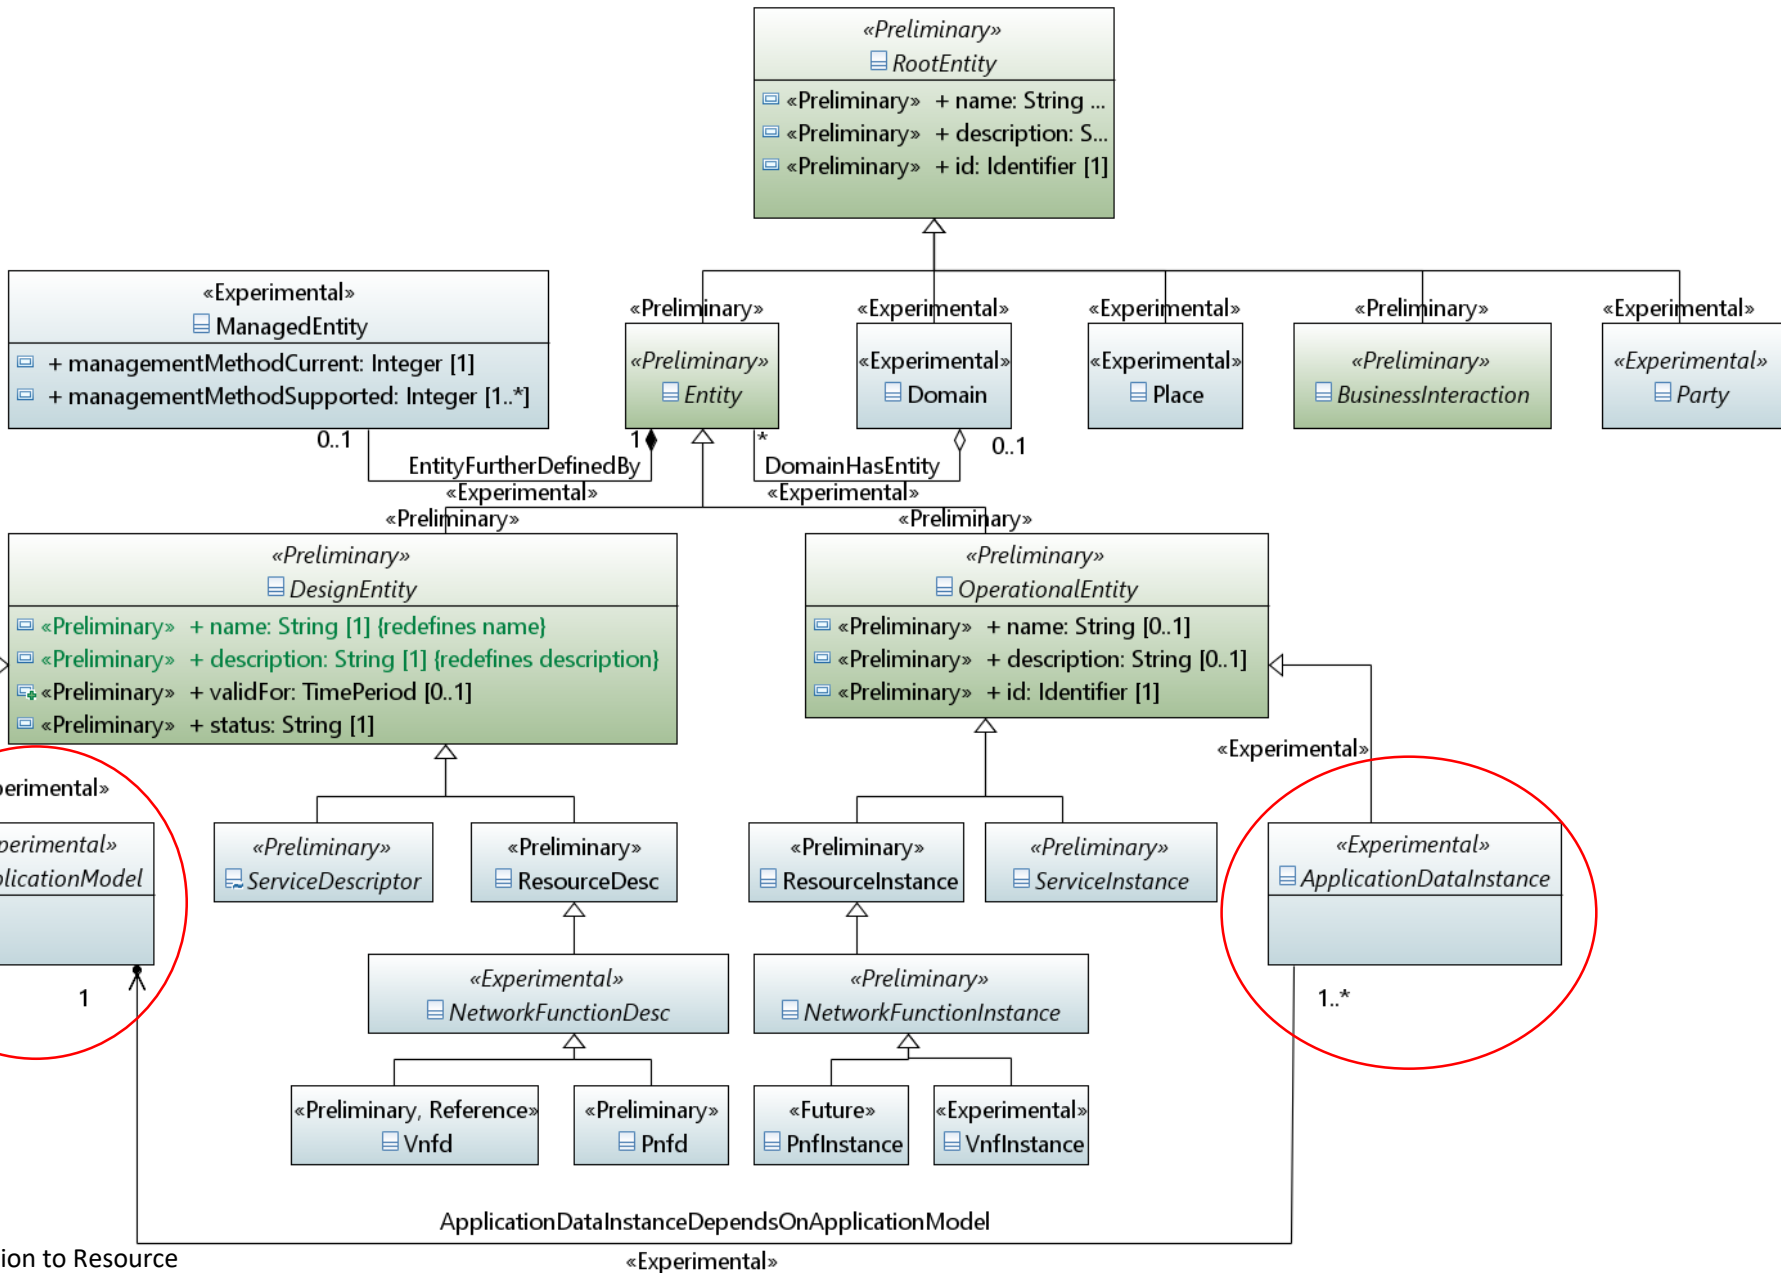 «Preliminary»
RootEntity
«Preliminary» + name: String ...
«Preliminary» + description: S...
«Preliminary» + id: Identifier [1]
«Experimental»
ManagedEntity
+ managementMethodCurrent: Integer [1]
+ managementMethodSupported: Integer [1..*]
«Preliminary»
«Experimental»
«Experimental»
«Preliminary»
«Experimental»
«Preliminary»
Entity
«Experimental»
Domain
«Experimental»
Place
«Preliminary»
BusinessInteraction
«Experimental»
Party
0..1
1
*
0..1
EntityFurtherDefinedBy
«Experimental»
DomainHasEntity
«Experimental»
«Preliminary»
«Preliminary»
«Preliminary»
DesignEntity
«Preliminary» + name: String [1] {redefines name}
«Preliminary» + description: String [1] {redefines description}
«Preliminary» + validFor: TimePeriod [0..1]
«Preliminary» + status: String [1]
«Preliminary»
OperationalEntity
«Preliminary» + name: String [0..1]
«Preliminary» + description: String [0..1]
«Preliminary» + id: Identifier [1]
«Experimental»
perimental»
perimental»
plicationModel
1
«Preliminary»
ServiceDescriptor
«Preliminary»
ResourceDesc
«Preliminary»
ResourceInstance
«Preliminary»
ServiceInstance
«Experimental»
ApplicationDataInstance
1..*
«Experimental»
NetworkFunctionDesc
«Preliminary»
NetworkFunctionInstance
«Preliminary, Reference»
Vnfd
«Preliminary»
Pnfd
«Future»
PnfInstance
«Experimental»
VnfInstance
ApplicationDataInstanceDependsOnApplicationModel
«Experimental»
ion to Resource